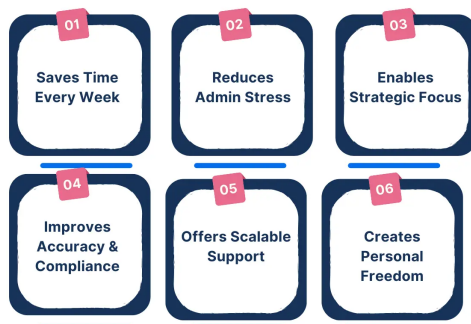 01
Saves Time
Every Week
02
Reduces
Admin Stress
03
Enables
Strategic Focus
04
Improves
Accuracy &
Compliance
05
Offers Scalable
Support
06
Creates
Personal
Freedom